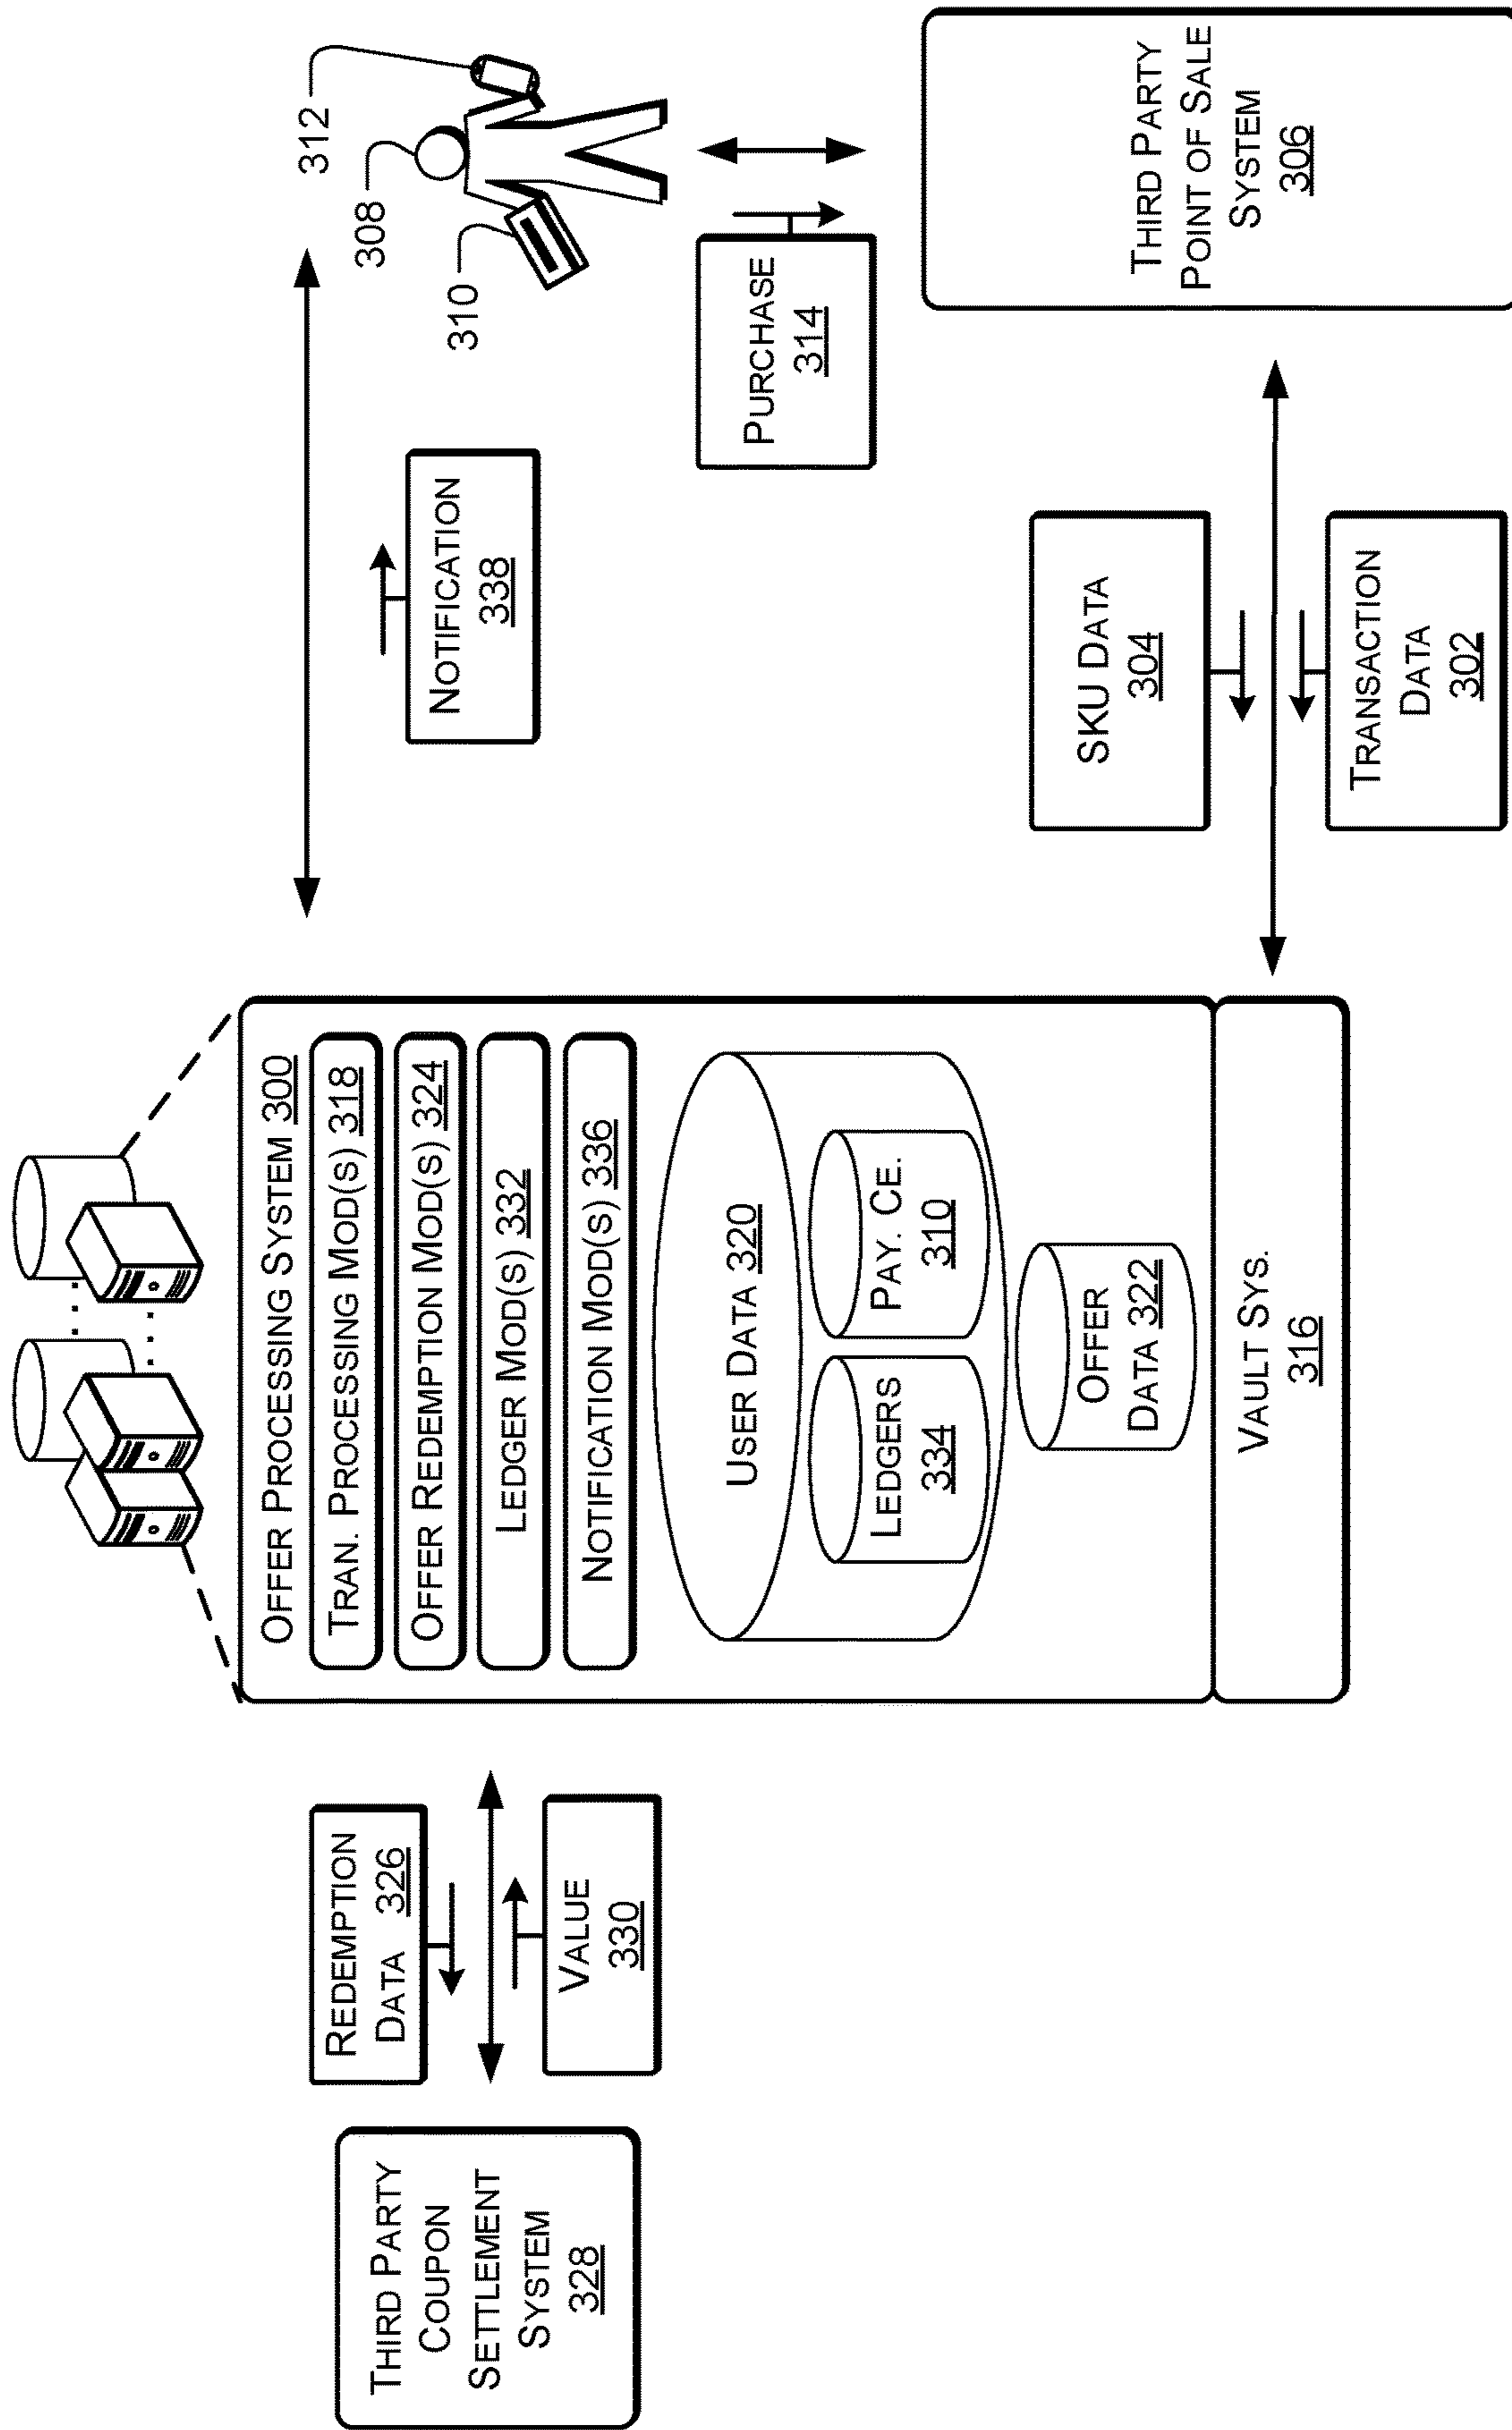 THIRD PARTY
COUPON
SETTLEMENT
SYSTEM
328
REDEMPTION
DATA 326
VALUE
330
OFFER PROCESSING SYSTEM 300
TRAN. PROCESSING MOD(S) 318
OFFER REDEMPTION MOD(S) 324
LEDGER MOD(S) 332
NOTIFICATION MOD(S) 336
USER DATA 320
LEDGERS
334
PAY. CE.
310
OFFER
DATA 322
VAULT SYS.
316
NOTIFICATION
338
312
308
310
PURCHASE
314
SKU DATA
304
TRANSACTION
DATA
302
THIRD PARTY
POINT OF SALE
SYSTEM
306